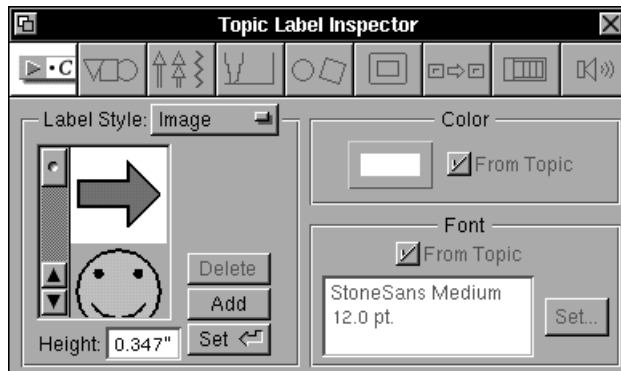 Topic Label Inspector
•C
Label Style: Image
Color
From Topic
Font
From Topic
StoneSans Medium
12.0 pt.
Set...
Delete
Add
Set
Height: 0.347"